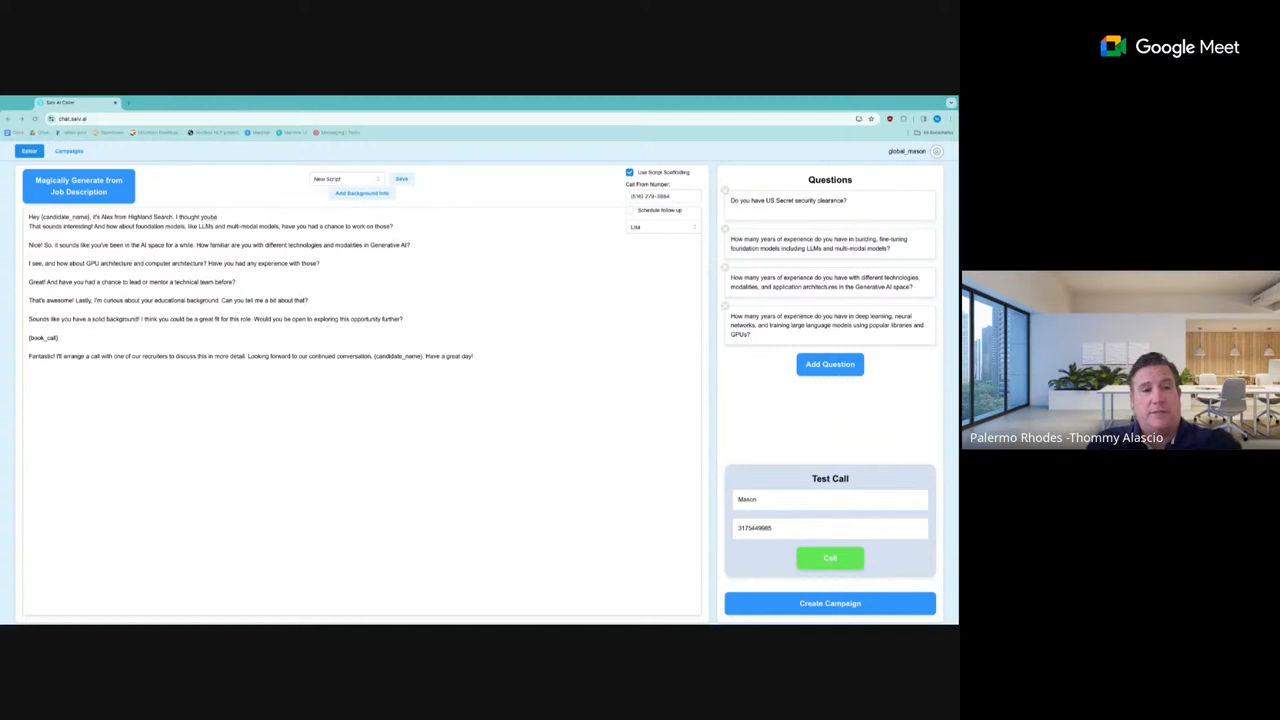 Google Meet
Saiv AI Caller
chat.saiv.ai
Editor
Campaigns
global_mason
Magically Generate from
Job Description
New Script
Save
Add Background Info
Use Script Scaffolding
Call From Number:
(516) 279-3884
Schedule follow up
Lisa
Hey {candidate_name}, it's Alex from Highland Search. I thought youbs
That sounds interesting! And how about foundation models, like LLMs and multi-modal models, have you had a chance to work on those?
Nice! So, it sounds like you've been in the AI space for a while. How familiar are you with different technologies and modalities in Generative AI?
I see, and how about GPU architecture and computer architecture? Have you had any experience with those?
Great! And have you had a chance to lead or mentor a technical team before?
That's awesome! Lastly, I'm curious about your educational background. Can you tell me a bit about that?
Sounds like you have a solid background! I think you could be a great fit for this role. Would you be open to exploring this opportunity further?
{book_call}
Fantastic! I'll arrange a call with one of our recruiters to discuss this in more detail. Looking forward to our continued conversation, {candidate_name}. Have a great day!
Questions
Do you have US Secret security clearance?
How many years of experience do you have in building, fine-tuning
foundation models including LLMs and multi-modal models?
How many years of experience do you have with different technologies,
modalities, and application architectures in the Generative AI space?
How many years of experience do you have in deep learning, neural
networks, and training large language models using popular libraries and
GPUs?
Add Question
Test Call
Mason
3175449985
Call
Create Campaign
Palermo Rhodes -Thommy Alascio